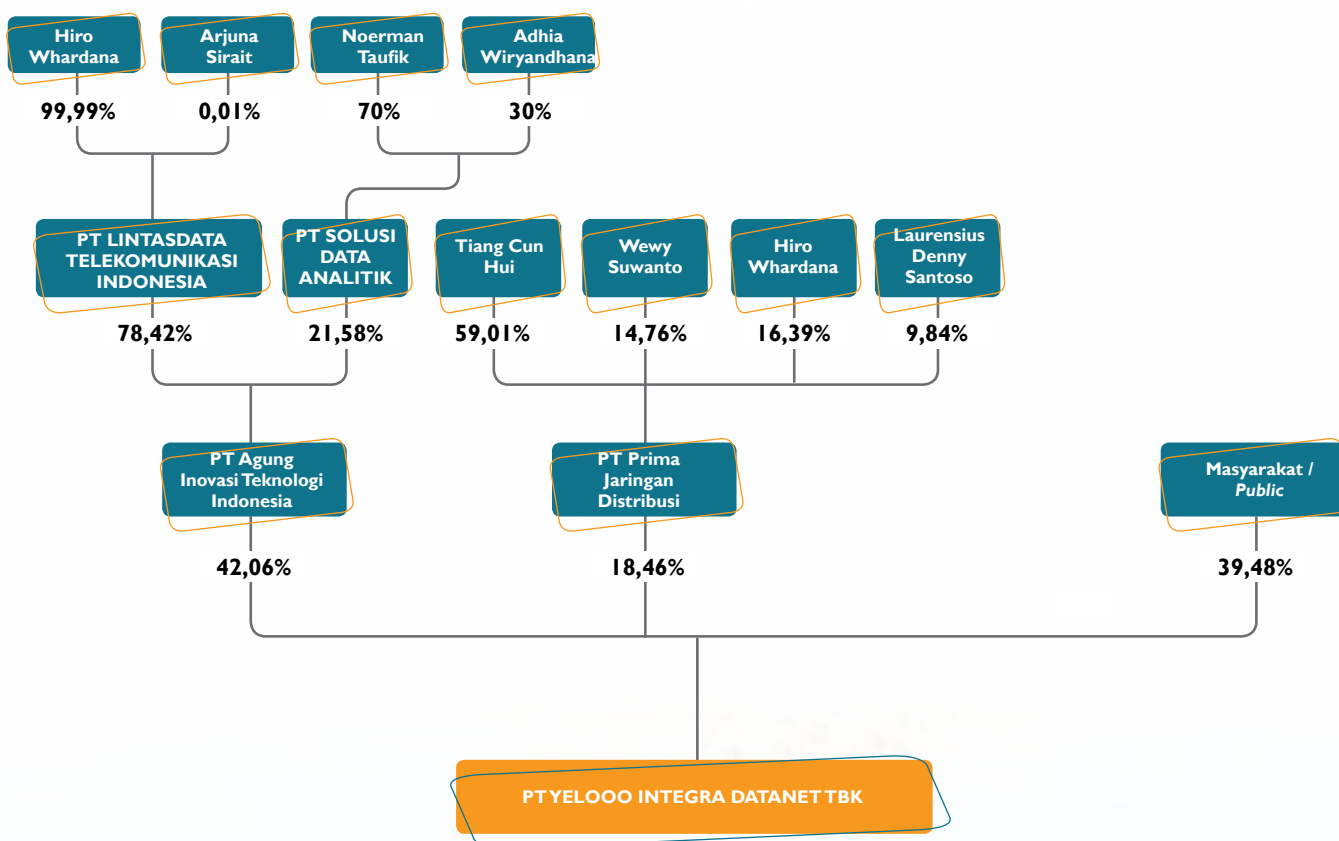 Hiro
Whardana
Arjuna
Sirait
Noerman
Taufik
Adhia
Wiryandhana
99,99%
0,01%
70%
30%
PT LINTASDATA
TELEKOMUNIKASI
INDONESIA
PT SOLUSI
DATA
ANALITIK
Tiang Cun
Hui
Wewy
Suwanto
Hiro
Whardana
Laurensius
Denny
Santoso
78,42%
21,58%
59,01%
14,76%
16,39%
9,84%
PT Agung
Inovasi Teknologi
Indonesia
PT Prima
Jaringan
Distribusi
Masyarakat /
Public
42,06%
18,46%
39,48%
PT YELOOO INTEGRA DATANET TBK